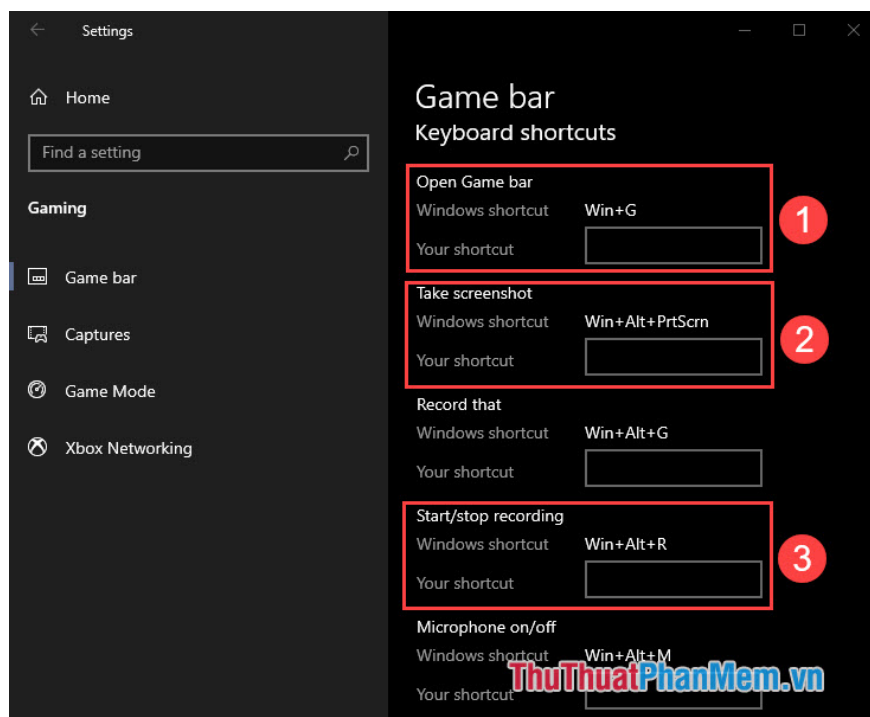 Settings
Home
Find a setting
Gaming
Game bar
Captures
Game Mode
Xbox Networking
Game bar
Keyboard shortcuts
Open Game bar
Windows shortcut Win+G
Your shortcut
1
Take screenshot
Windows shortcut Win+Alt+PrtScrn
Your shortcut
2
Record that
Windows shortcut Win+Alt+G
Your shortcut
Start/stop recording
Windows shortcut Win+Alt+R
Your shortcut
3
Microphone on/off
Windows shortcut Win+Alt+M
Your shortcut
ThuThuatPhanMem.vn